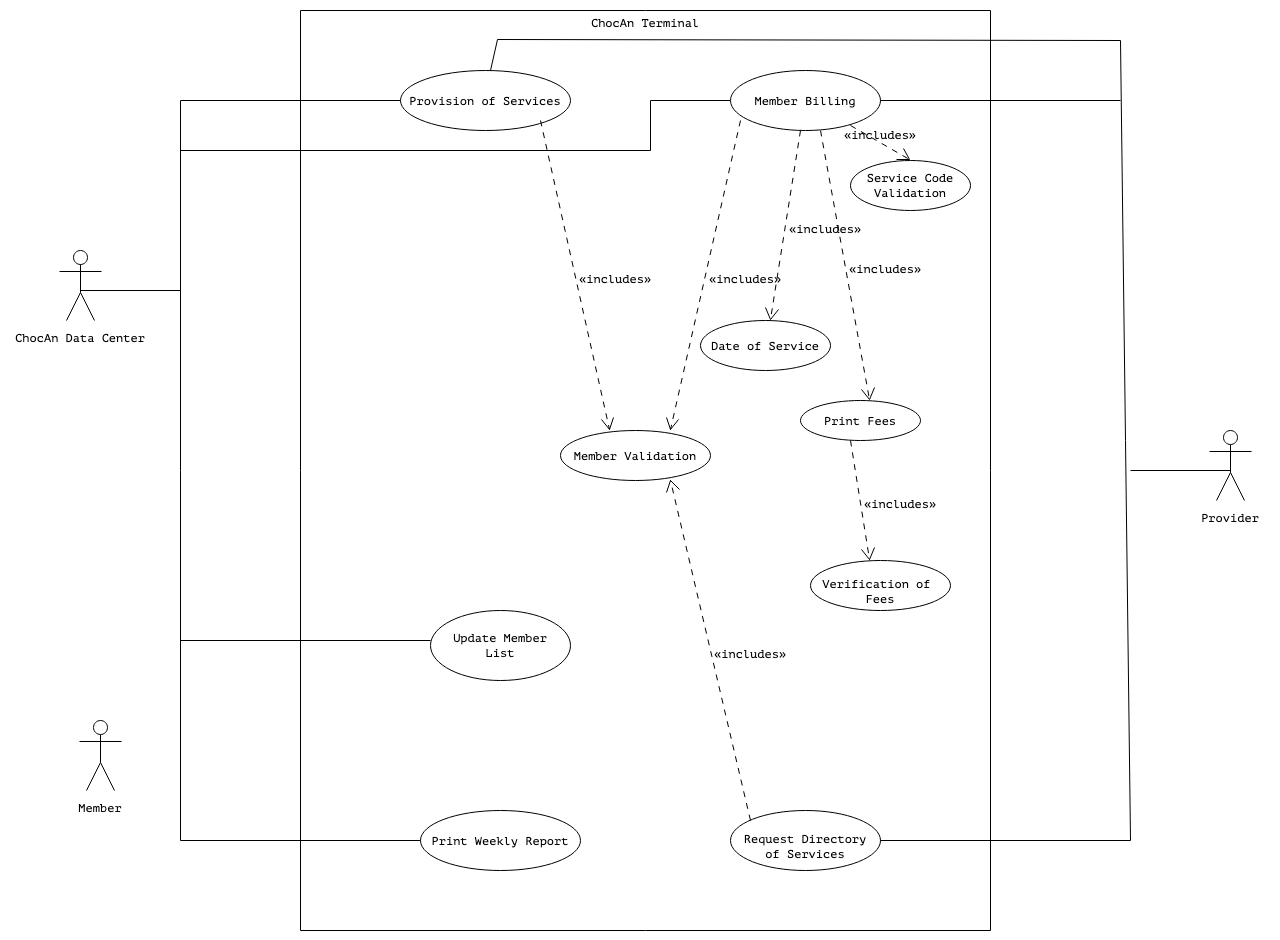 ChocAn Terminal
Provision of Services
Member Billing
«includes»
Service Code
Validation
«includes»
«includes»
«includes»
«includes»
ChocAn Data Center
Date of Service
Print Fees
Member Validation
«includes»
Provider
Verification of
Fees
Update Member
List
«includes»
Member
Print Weekly Report
Request Directory
of Services